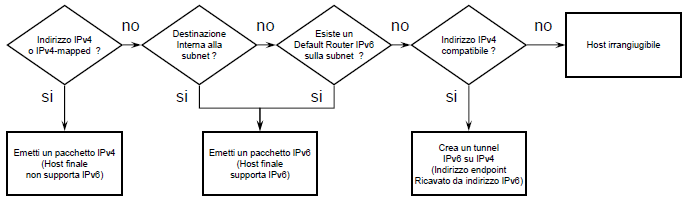 Indirizzo IPv4
o IPv4-mapped ?
no
Destinazione
Interna alla
subnet ?
no
Esiste un
Default Router IPv6
sulla subnet ?
no
Indirizzo IPv4
compatibile ?
no
Host irrangiugibile
si
si
si
si
Emetti un pacchetto IPv4
(Host finale
non supporta IPv6)
Emetti un pacchetto IPv6
(Host finale
supporta IPv6)
Crea un tunnel
IPv6 su IPv4
(Indirizzo endpoint
Ricavato da indirizzo IPv6)